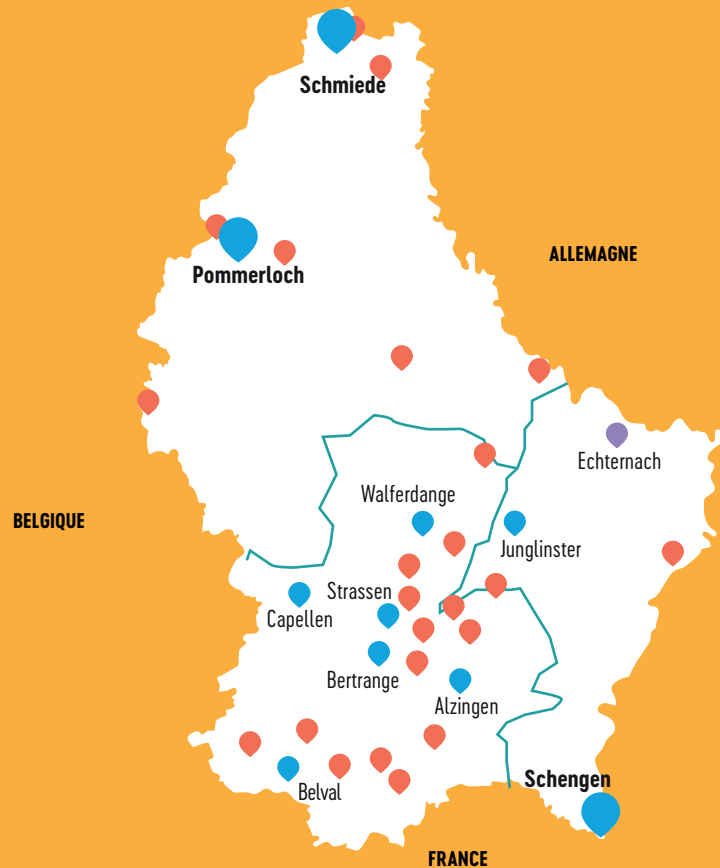 Schmiede
ALLEMAGNE
Pommerloch
Echternach
Walferdange
BELGIQUE
Junglinster
Strassen
Capellen
Bertrange
Alzingen
Schengen
Belval
FRANCE